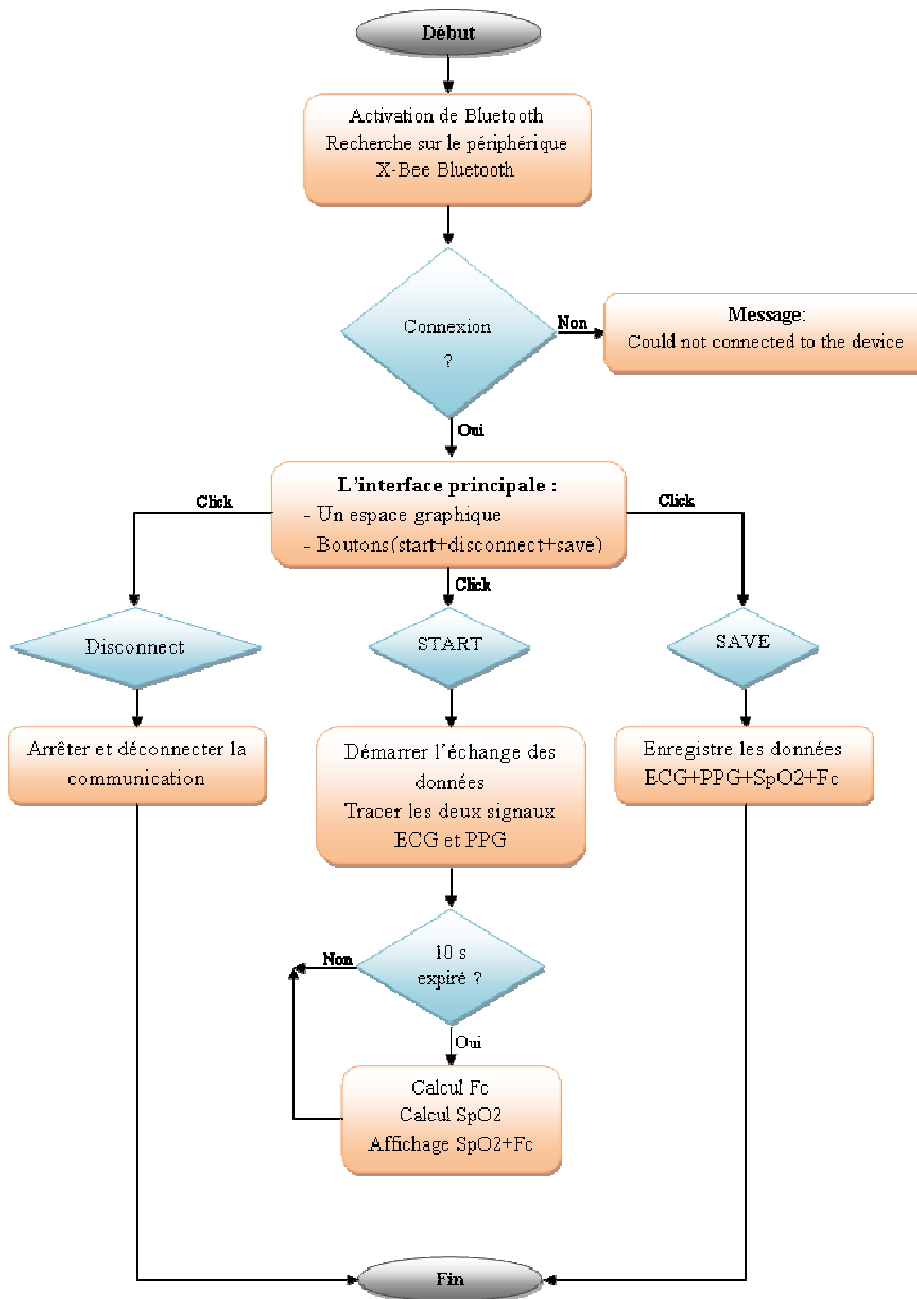 Début
Activation de Bluetooth
Recherche sur le périphérique
X-Bee Bluetooth
Connexion
?
Non
Message:
Could not connected to the device
Oui
L'interface principale :
- Un espace graphique
- Boutons(start+disconnect+save)
Click
Click
Click
Disconnect
START
SAVE
Arrêter et déconnecter la
communication
Démarrer l'échange des
données
Tracer les deux signaux
ECG et PPG
Enregistre les données
ECG+PPG+SpO2+Fc
10 s
expiré ?
Non
Oui
Calcul Fc
Calcul SpO2
Affichage SpO2+Fc
Fin